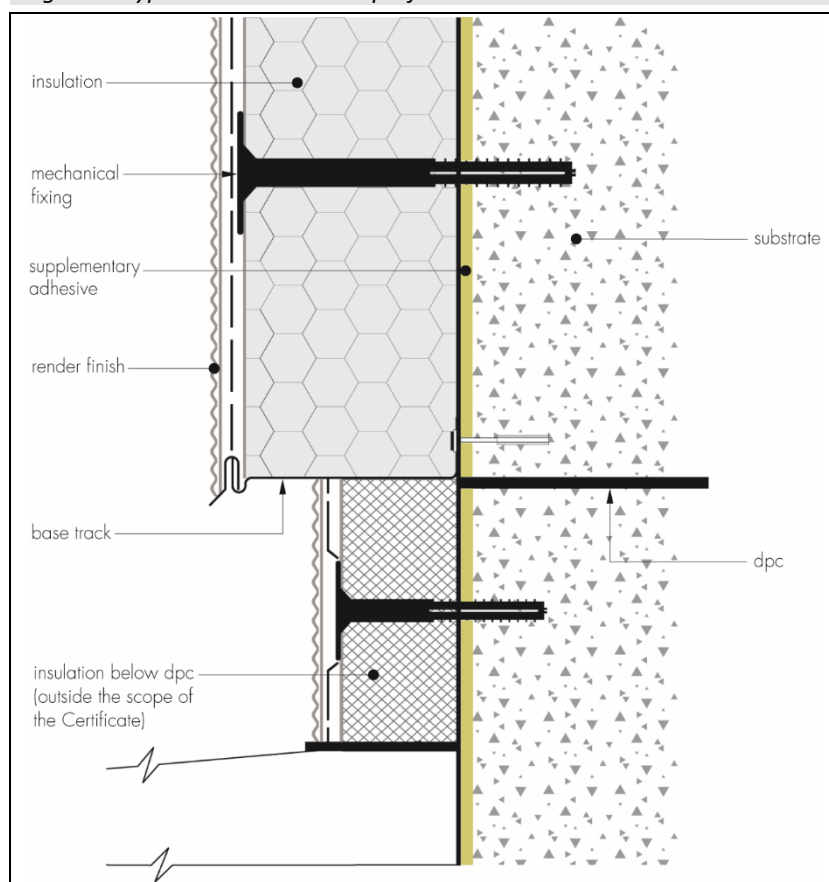 insulation
mechanical
fixing
supplementary
adhesive
substrate
render finish
base track
dpc
insulation below dpc
(outside the scope of
the Certificate)